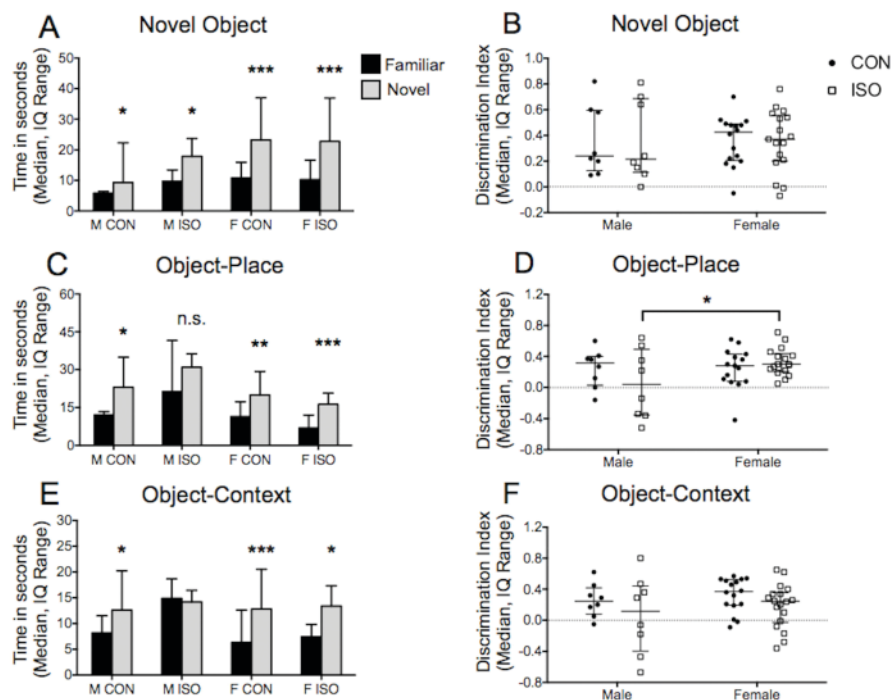 A
Novel Object
Familiar
Novel
Time in seconds
(Median, IQ Range)
50
40
30
20
10
0
*
*
***
***
M CON
M ISO
F CON
F ISO
B
Novel Object
CON
ISO
Discrimination Index
(Median, IQ Range)
1.0
0.8
0.6
0.4
0.2
0.0
-0.2
Male
Female
C
Object-Place
Time in seconds
(Median, IQ Range)
60
45
30
15
0
*
n.s.
**
***
M CON
M ISO
F CON
F ISO
D
Object-Place
Discrimination Index
(Median, IQ Range)
1.2
0.8
0.4
0.0
-0.4
-0.8
*
Male
Female
E
Object-Context
Time in seconds
(Median, IQ Range)
30
25
20
15
10
5
0
*
***
*
M CON
M ISO
F CON
F ISO
F
Object-Context
Discrimination Index
(Median, IQ Range)
1.2
0.8
0.4
0.0
-0.4
-0.8
Male
Female